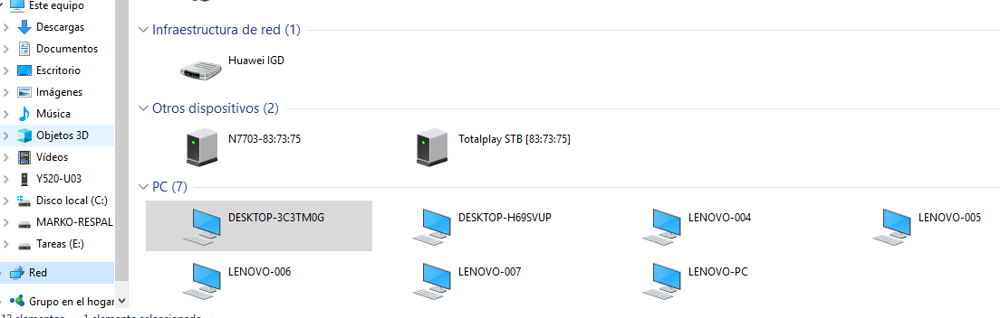 Este equipo
Descargas
Documentos
Escritorio
Imágenes
Música
Objetos 3D
Vídeos
Y520-U03
Disco local (C:)
MARKO-RESPAL
Tareas (E:)
Red
Grupo en el hogar
Infraestructura de red (1)
Huawei IGD
Otros dispositivos (2)
N7703-83:73:75
Totalplay STB [83:73:75]
PC (7)
DESKTOP-3C3TM0G
DESKTOP-H69SVUP
LENOVO-004
LENOVO-005
LENOVO-006
LENOVO-007
LENOVO-PC